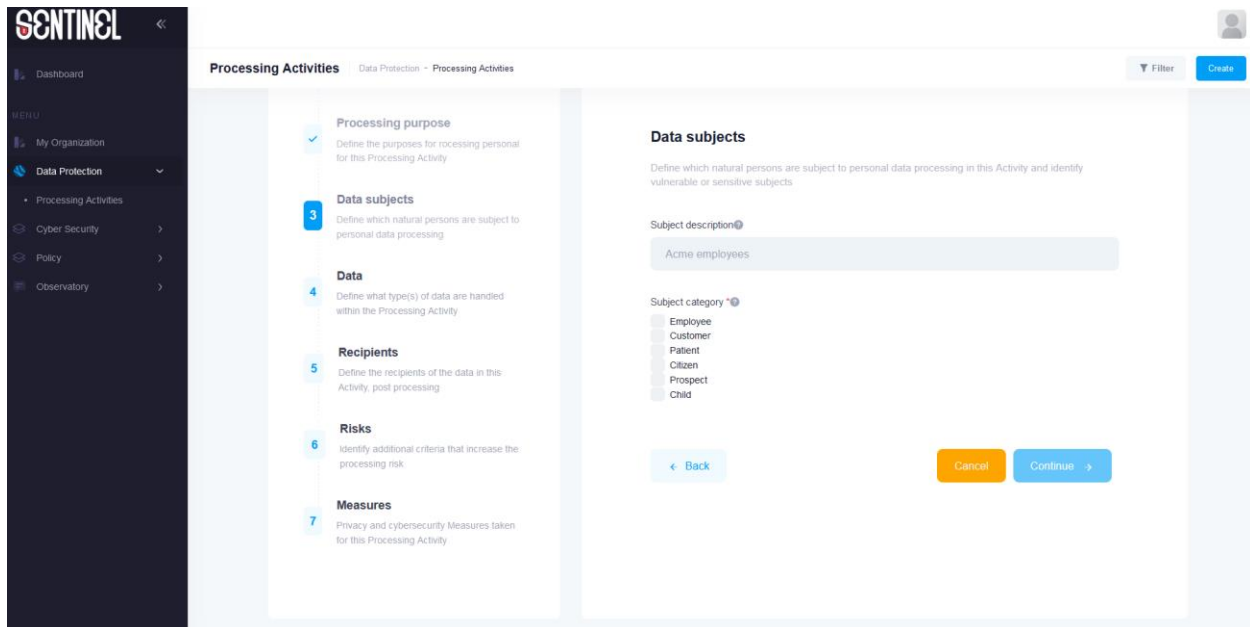 SENTINEL
Dashboard
MENU
My Organization
Data Protection
Processing Activities
Cyber Security
Policy
Observatory
Processing Activities
Data Protection - Processing Activities
Filter
Create
Processing purpose
Define the purposes for rocessing personal
for this Processing Activity
3
Data subjects
Define which natural persons are subject to
personal data processing
4
Data
Define what type(s) of data are handled
within the Processing Activity
5
Recipients
Define the recipients of the data in this
Activity, post processing
6
Risks
Identify additional criteria that increase the
processing risk
7
Measures
Privacy and cybersecurity Measures taken
for this Processing Activity
Data subjects
Define which natural persons are subject to personal data processing in this Activity and identify
vulnerable or sensitive subjects
Subject description
Acme employees
Subject category *
Employee
Customer
Patient
Citizen
Prospect
Child
← Back
Cancel
Continue →